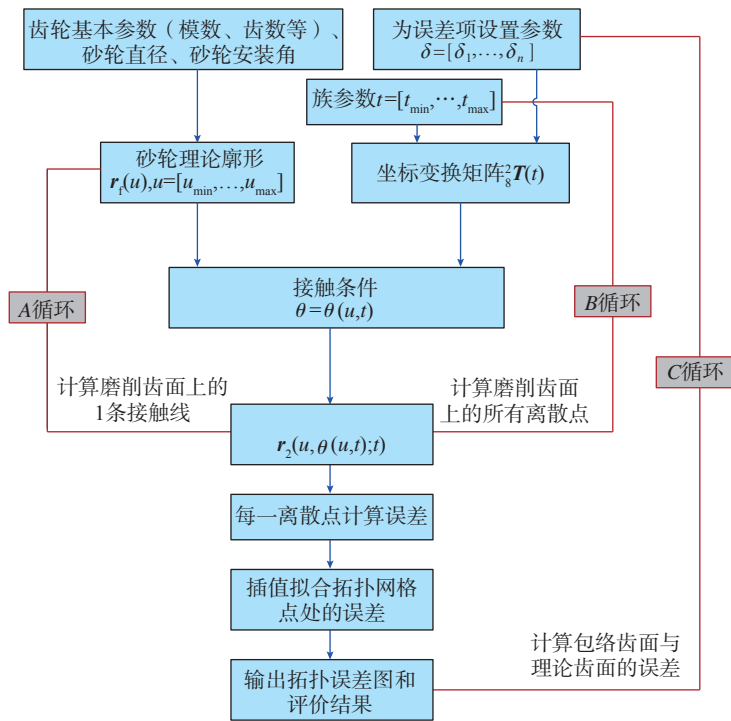 齿轮基本参数（模数、齿数等）、
砂轮直径、砂轮安装角
为误差项设置参数
δ=[δ₁,…,δₙ]
族参数t=[t_min,⋯,t_max]
砂轮理论廓形
r_f(u),u=[u_min,…,u_max]
坐标变换矩阵²₈T(t)
接触条件
θ=θ(u,t)
A循环
B循环
C循环
计算磨削齿面上的
1条接触线
计算磨削齿面
上的所有离散点
r₂(u,θ(u,t);t)
每一离散点计算误差
插值拟合拓扑网格
点处的误差
计算包络齿面与
理论齿面的误差
输出拓扑误差图和
评价结果